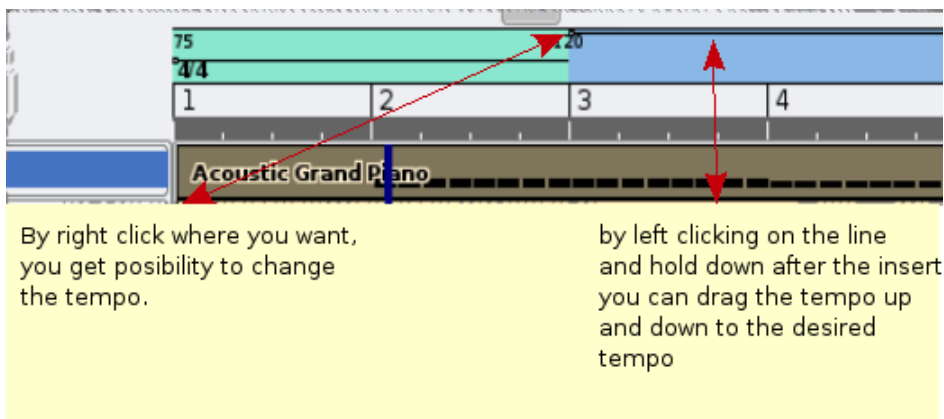 75
120
4/4
1 2 3 4
Acoustic Grand Piano
By right click where you want,
you get posibility to change
the tempo.
by left clicking on the line
and hold down after the insert
you can drag the tempo up
and down to the desired
tempo